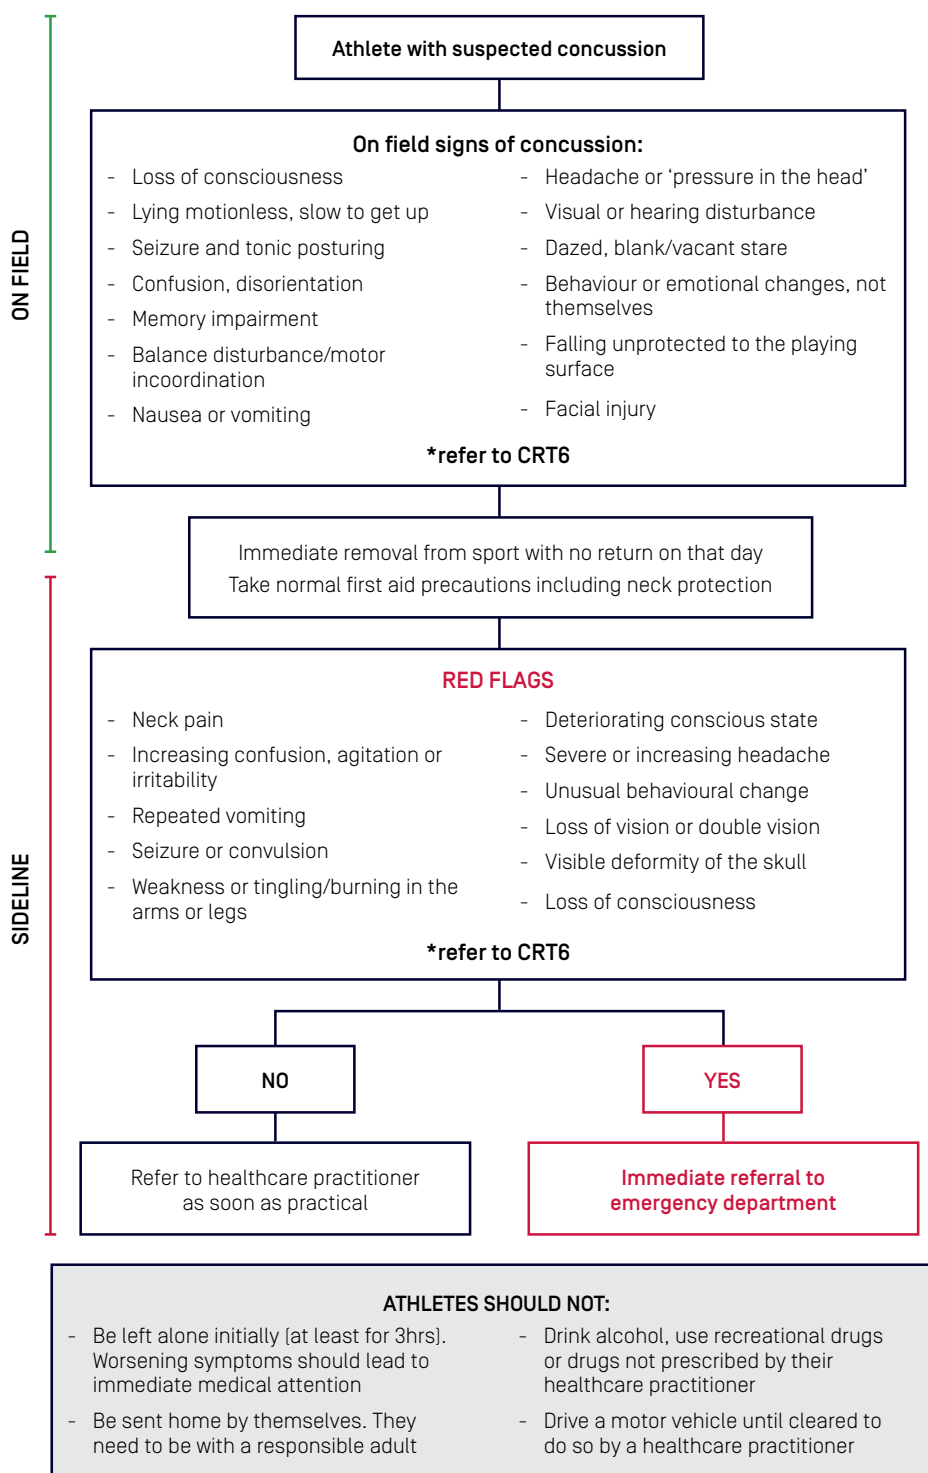 Athlete with suspected concussion
ON FIELD
On field signs of concussion:
- Loss of consciousness
- Lying motionless, slow to get up
- Seizure and tonic posturing
- Confusion, disorientation
- Memory impairment
- Balance disturbance/motor
incoordination
- Nausea or vomiting
- Headache or ‘pressure in the head’
- Visual or hearing disturbance
- Dazed, blank/vacant stare
- Behaviour or emotional changes, not
themselves
- Falling unprotected to the playing
surface
- Facial injury
*refer to CRT6
Immediate removal from sport with no return on that day
Take normal first aid precautions including neck protection
SIDELINE
RED FLAGS
- Neck pain
- Increasing confusion, agitation or
irritability
- Repeated vomiting
- Seizure or convulsion
- Weakness or tingling/burning in the
arms or legs
- Deteriorating conscious state
- Severe or increasing headache
- Unusual behavioural change
- Loss of vision or double vision
- Visible deformity of the skull
- Loss of consciousness
*refer to CRT6
NO
Refer to healthcare practitioner
as soon as practical
YES
Immediate referral to
emergency department
ATHLETES SHOULD NOT:
- Be left alone initially (at least for 3hrs).
Worsening symptoms should lead to
immediate medical attention
- Be sent home by themselves. They
need to be with a responsible adult
- Drink alcohol, use recreational drugs
or drugs not prescribed by their
healthcare practitioner
- Drive a motor vehicle until cleared to
do so by a healthcare practitioner